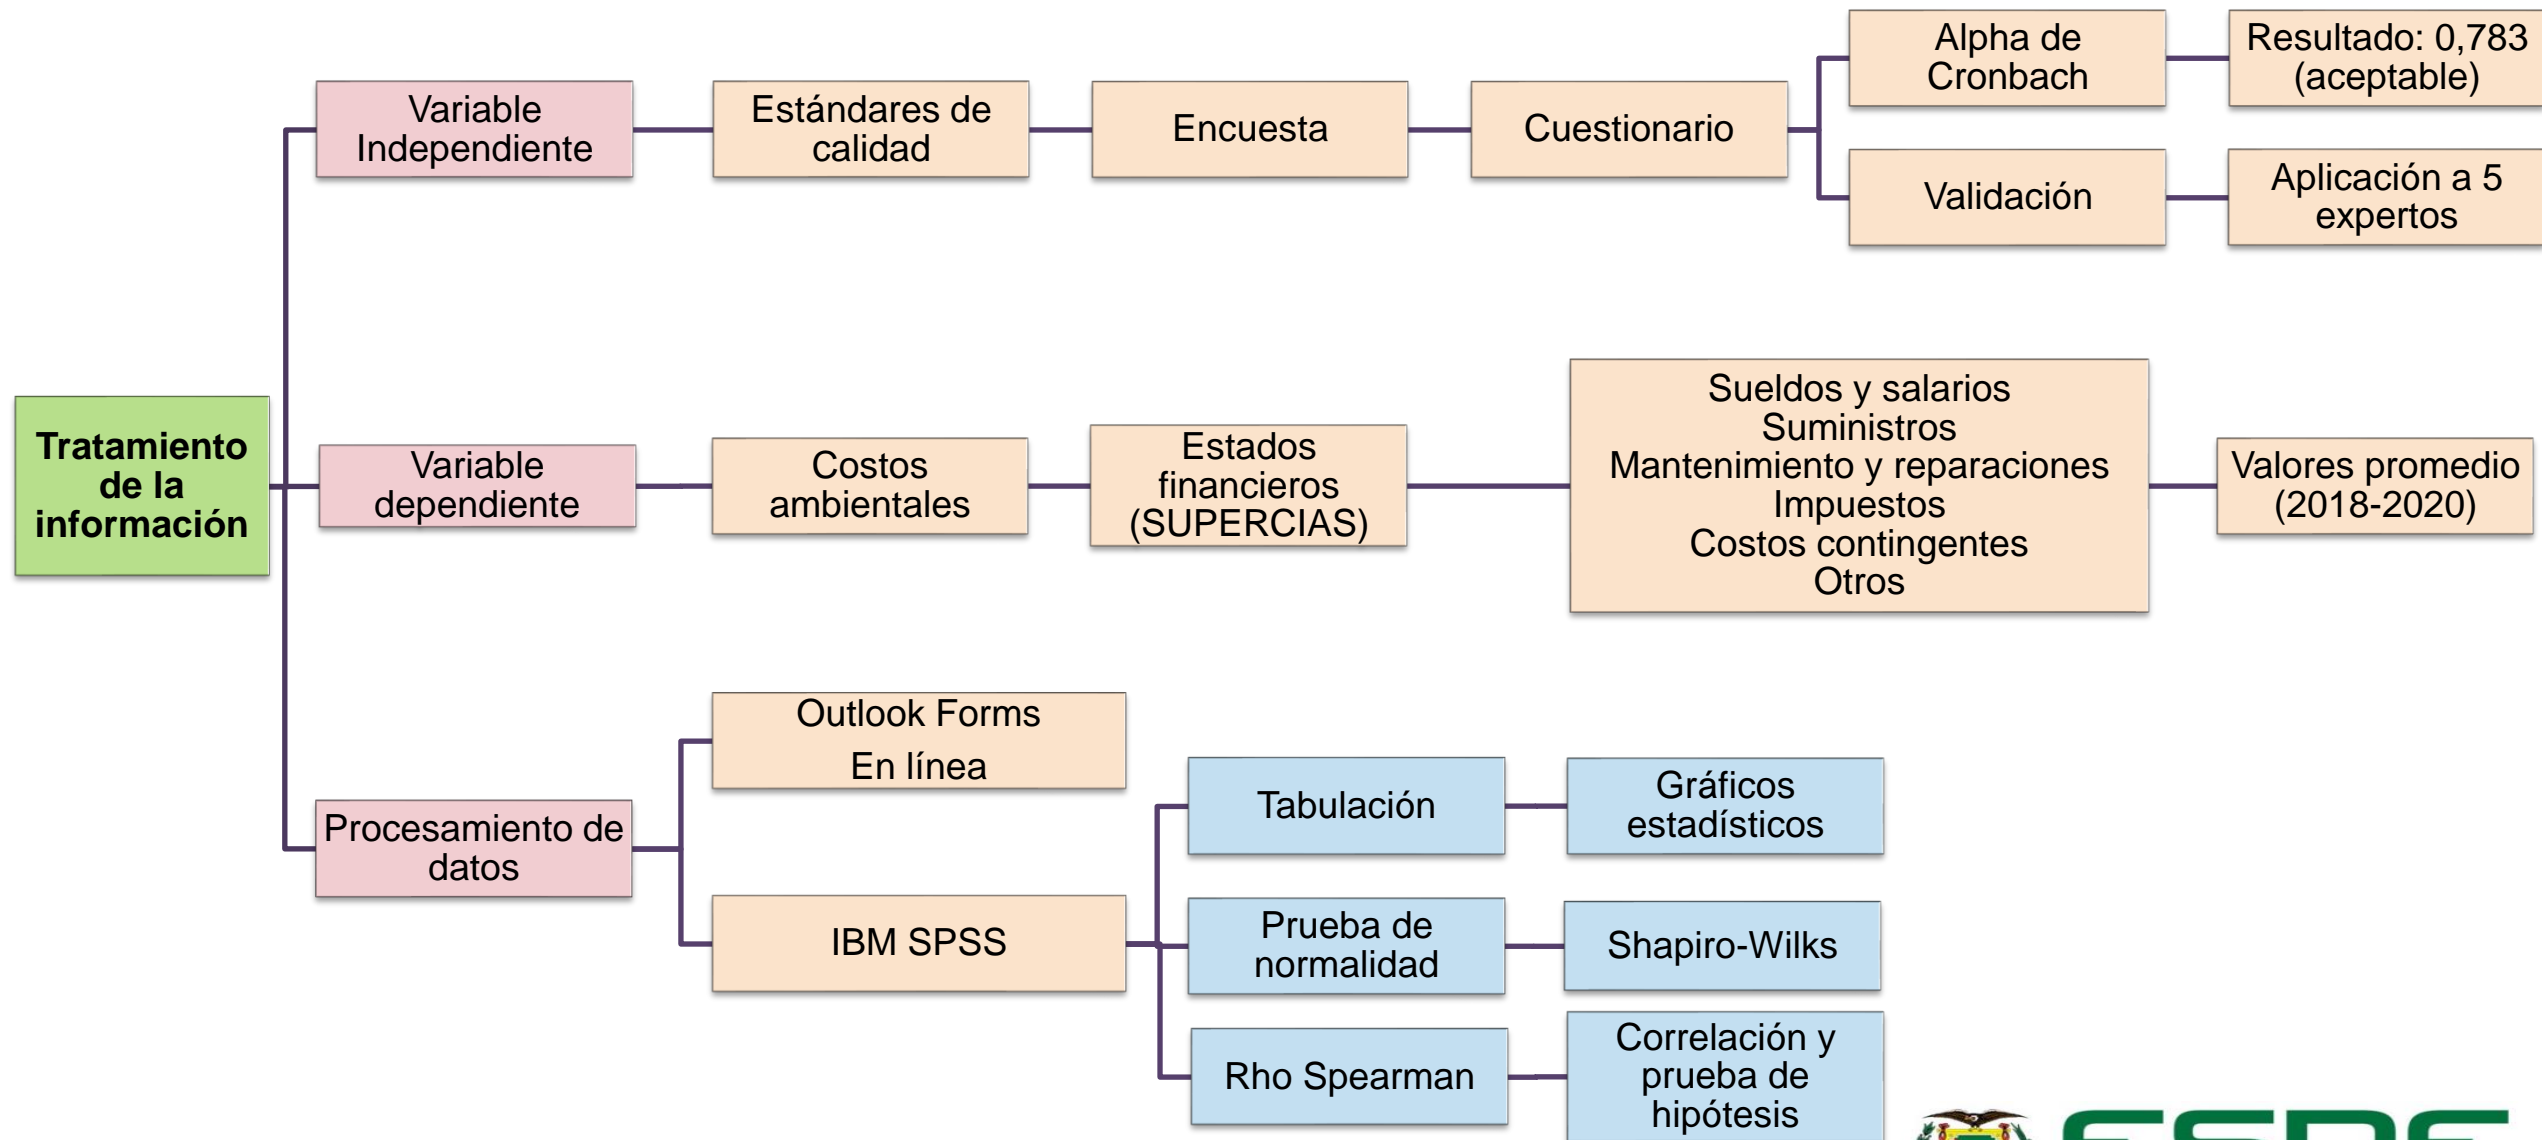 Tratamiento
de la
información
Variable
Independiente
Estándares de
calidad
Encuesta
Cuestionario
Alpha de
Cronbach
Resultado: 0,783
(aceptable)
Validación
Aplicación a 5
expertos
Variable
dependiente
Costos
ambientales
Estados
financieros
(SUPERCIAS)
Sueldos y salarios
Suministros
Mantenimiento y reparaciones
Impuestos
Costos contingentes
Otros
Valores promedio
(2018-2020)
Procesamiento de
datos
Outlook Forms
En línea
IBM SPSS
Tabulación
Gráficos
estadísticos
Prueba de
normalidad
Shapiro-Wilks
Rho Spearman
Correlación y
prueba de
hipótesis